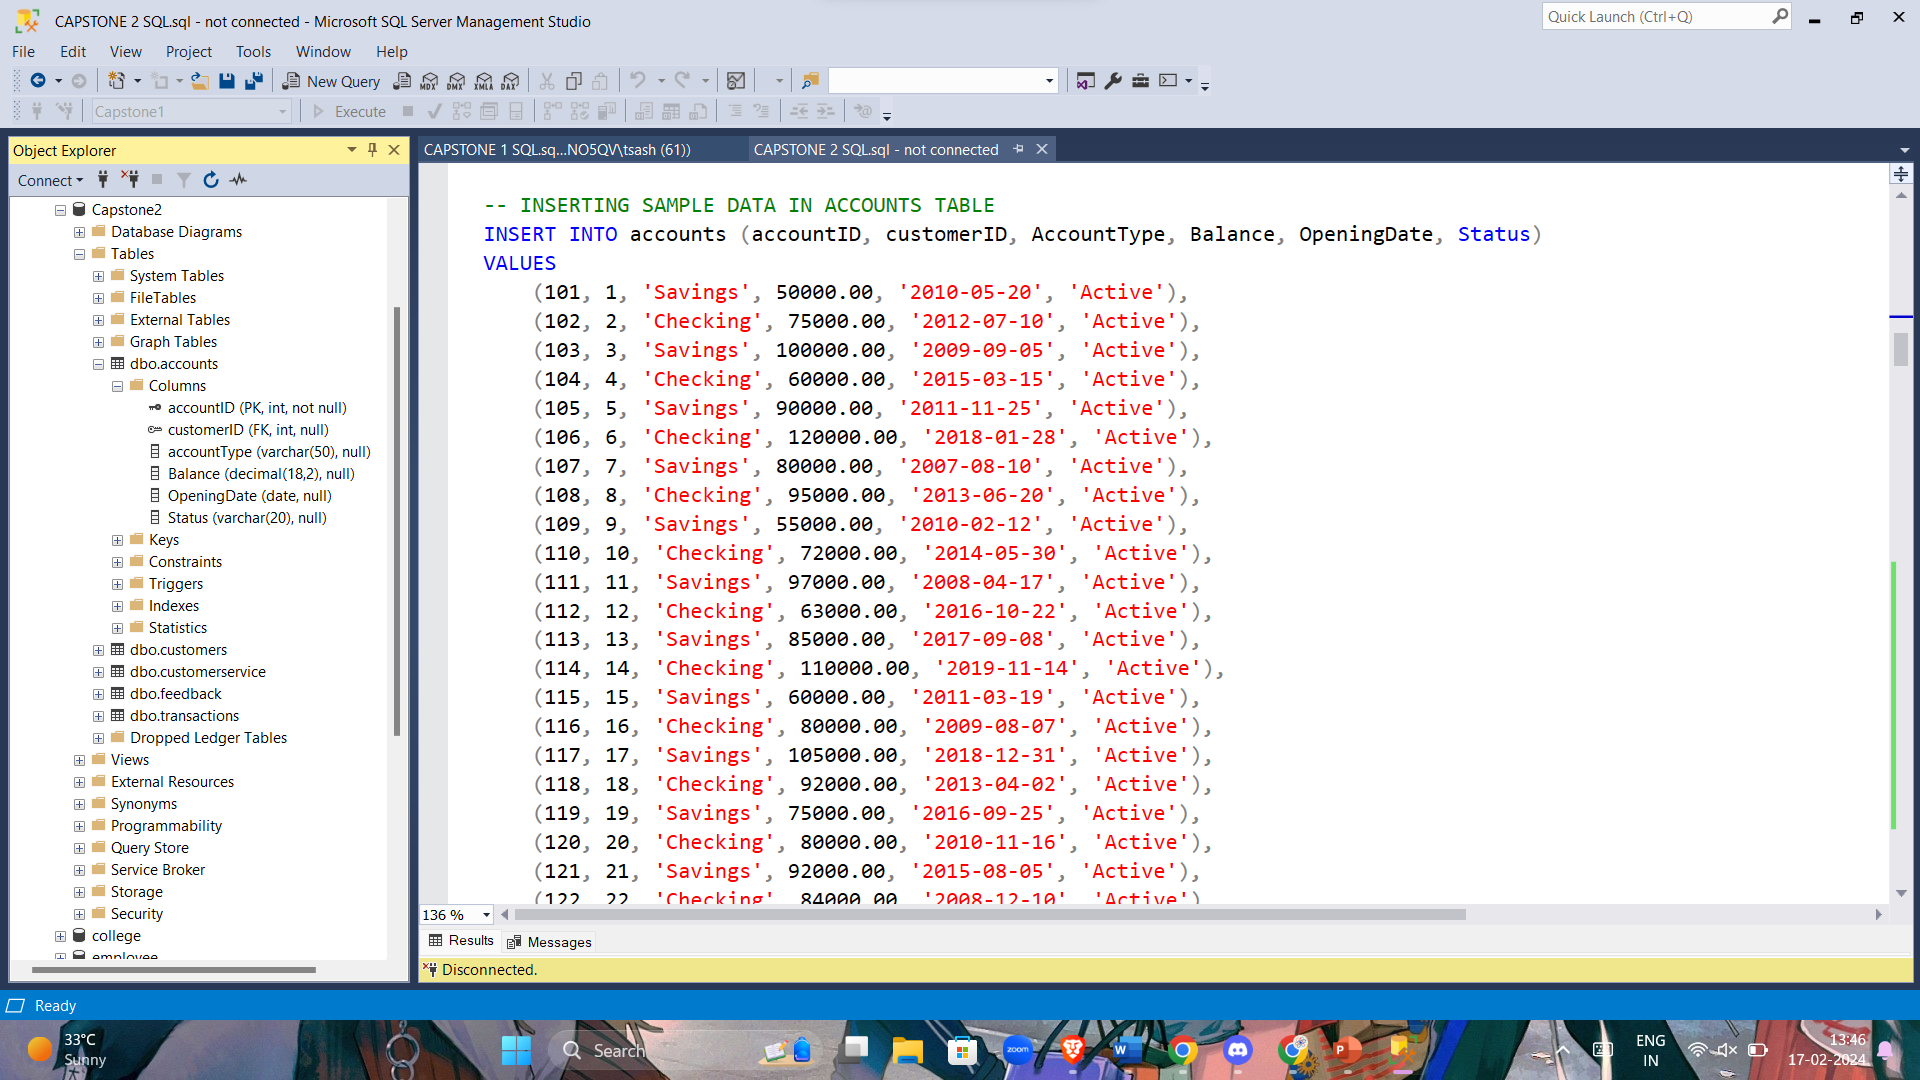 CAPSTONE 2 SQL.sql - not connected - Microsoft SQL Server Management Studio
Quick Launch (Ctrl+Q)
File Edit View Project Tools Window Help
New Query MDX DMX XMLA DAX
Capstone1 Execute
Object Explorer
CAPSTONE 1 SQL.sq...NO5QV\tsash (61))
CAPSTONE 2 SQL.sql - not connected
Connect
Capstone2
Database Diagrams
Tables
System Tables
FileTables
External Tables
Graph Tables
dbo.accounts
Columns
accountID (PK, int, not null)
customerID (FK, int, null)
accountType (varchar(50), null)
Balance (decimal(18,2), null)
OpeningDate (date, null)
Status (varchar(20), null)
Keys
Constraints
Triggers
Indexes
Statistics
dbo.customers
dbo.customerservice
dbo.feedback
dbo.transactions
Dropped Ledger Tables
Views
External Resources
Synonyms
Programmability
Query Store
Service Broker
Storage
Security
college
employee
-- INSERTING SAMPLE DATA IN ACCOUNTS TABLE
INSERT INTO accounts (accountID, customerID, AccountType, Balance, OpeningDate, Status)
VALUES
(101, 1, 'Savings', 50000.00, '2010-05-20', 'Active'),
(102, 2, 'Checking', 75000.00, '2012-07-10', 'Active'),
(103, 3, 'Savings', 100000.00, '2009-09-05', 'Active'),
(104, 4, 'Checking', 60000.00, '2015-03-15', 'Active'),
(105, 5, 'Savings', 90000.00, '2011-11-25', 'Active'),
(106, 6, 'Checking', 120000.00, '2018-01-28', 'Active'),
(107, 7, 'Savings', 80000.00, '2007-08-10', 'Active'),
(108, 8, 'Checking', 95000.00, '2013-06-20', 'Active'),
(109, 9, 'Savings', 55000.00, '2010-02-12', 'Active'),
(110, 10, 'Checking', 72000.00, '2014-05-30', 'Active'),
(111, 11, 'Savings', 97000.00, '2008-04-17', 'Active'),
(112, 12, 'Checking', 63000.00, '2016-10-22', 'Active'),
(113, 13, 'Savings', 85000.00, '2017-09-08', 'Active'),
(114, 14, 'Checking', 110000.00, '2019-11-14', 'Active'),
(115, 15, 'Savings', 60000.00, '2011-03-19', 'Active'),
(116, 16, 'Checking', 80000.00, '2009-08-07', 'Active'),
(117, 17, 'Savings', 105000.00, '2018-12-31', 'Active'),
(118, 18, 'Checking', 92000.00, '2013-04-02', 'Active'),
(119, 19, 'Savings', 75000.00, '2016-09-25', 'Active'),
(120, 20, 'Checking', 80000.00, '2010-11-16', 'Active'),
(121, 21, 'Savings', 92000.00, '2015-08-05', 'Active'),
(122, 22, 'Checking', 84000.00, '2008-12-10', 'Active')
136 %
Results Messages
Disconnected.
Ready
33°C
Sunny
Search
zoom
W
P
ENG
IN
13:46
17-02-2024